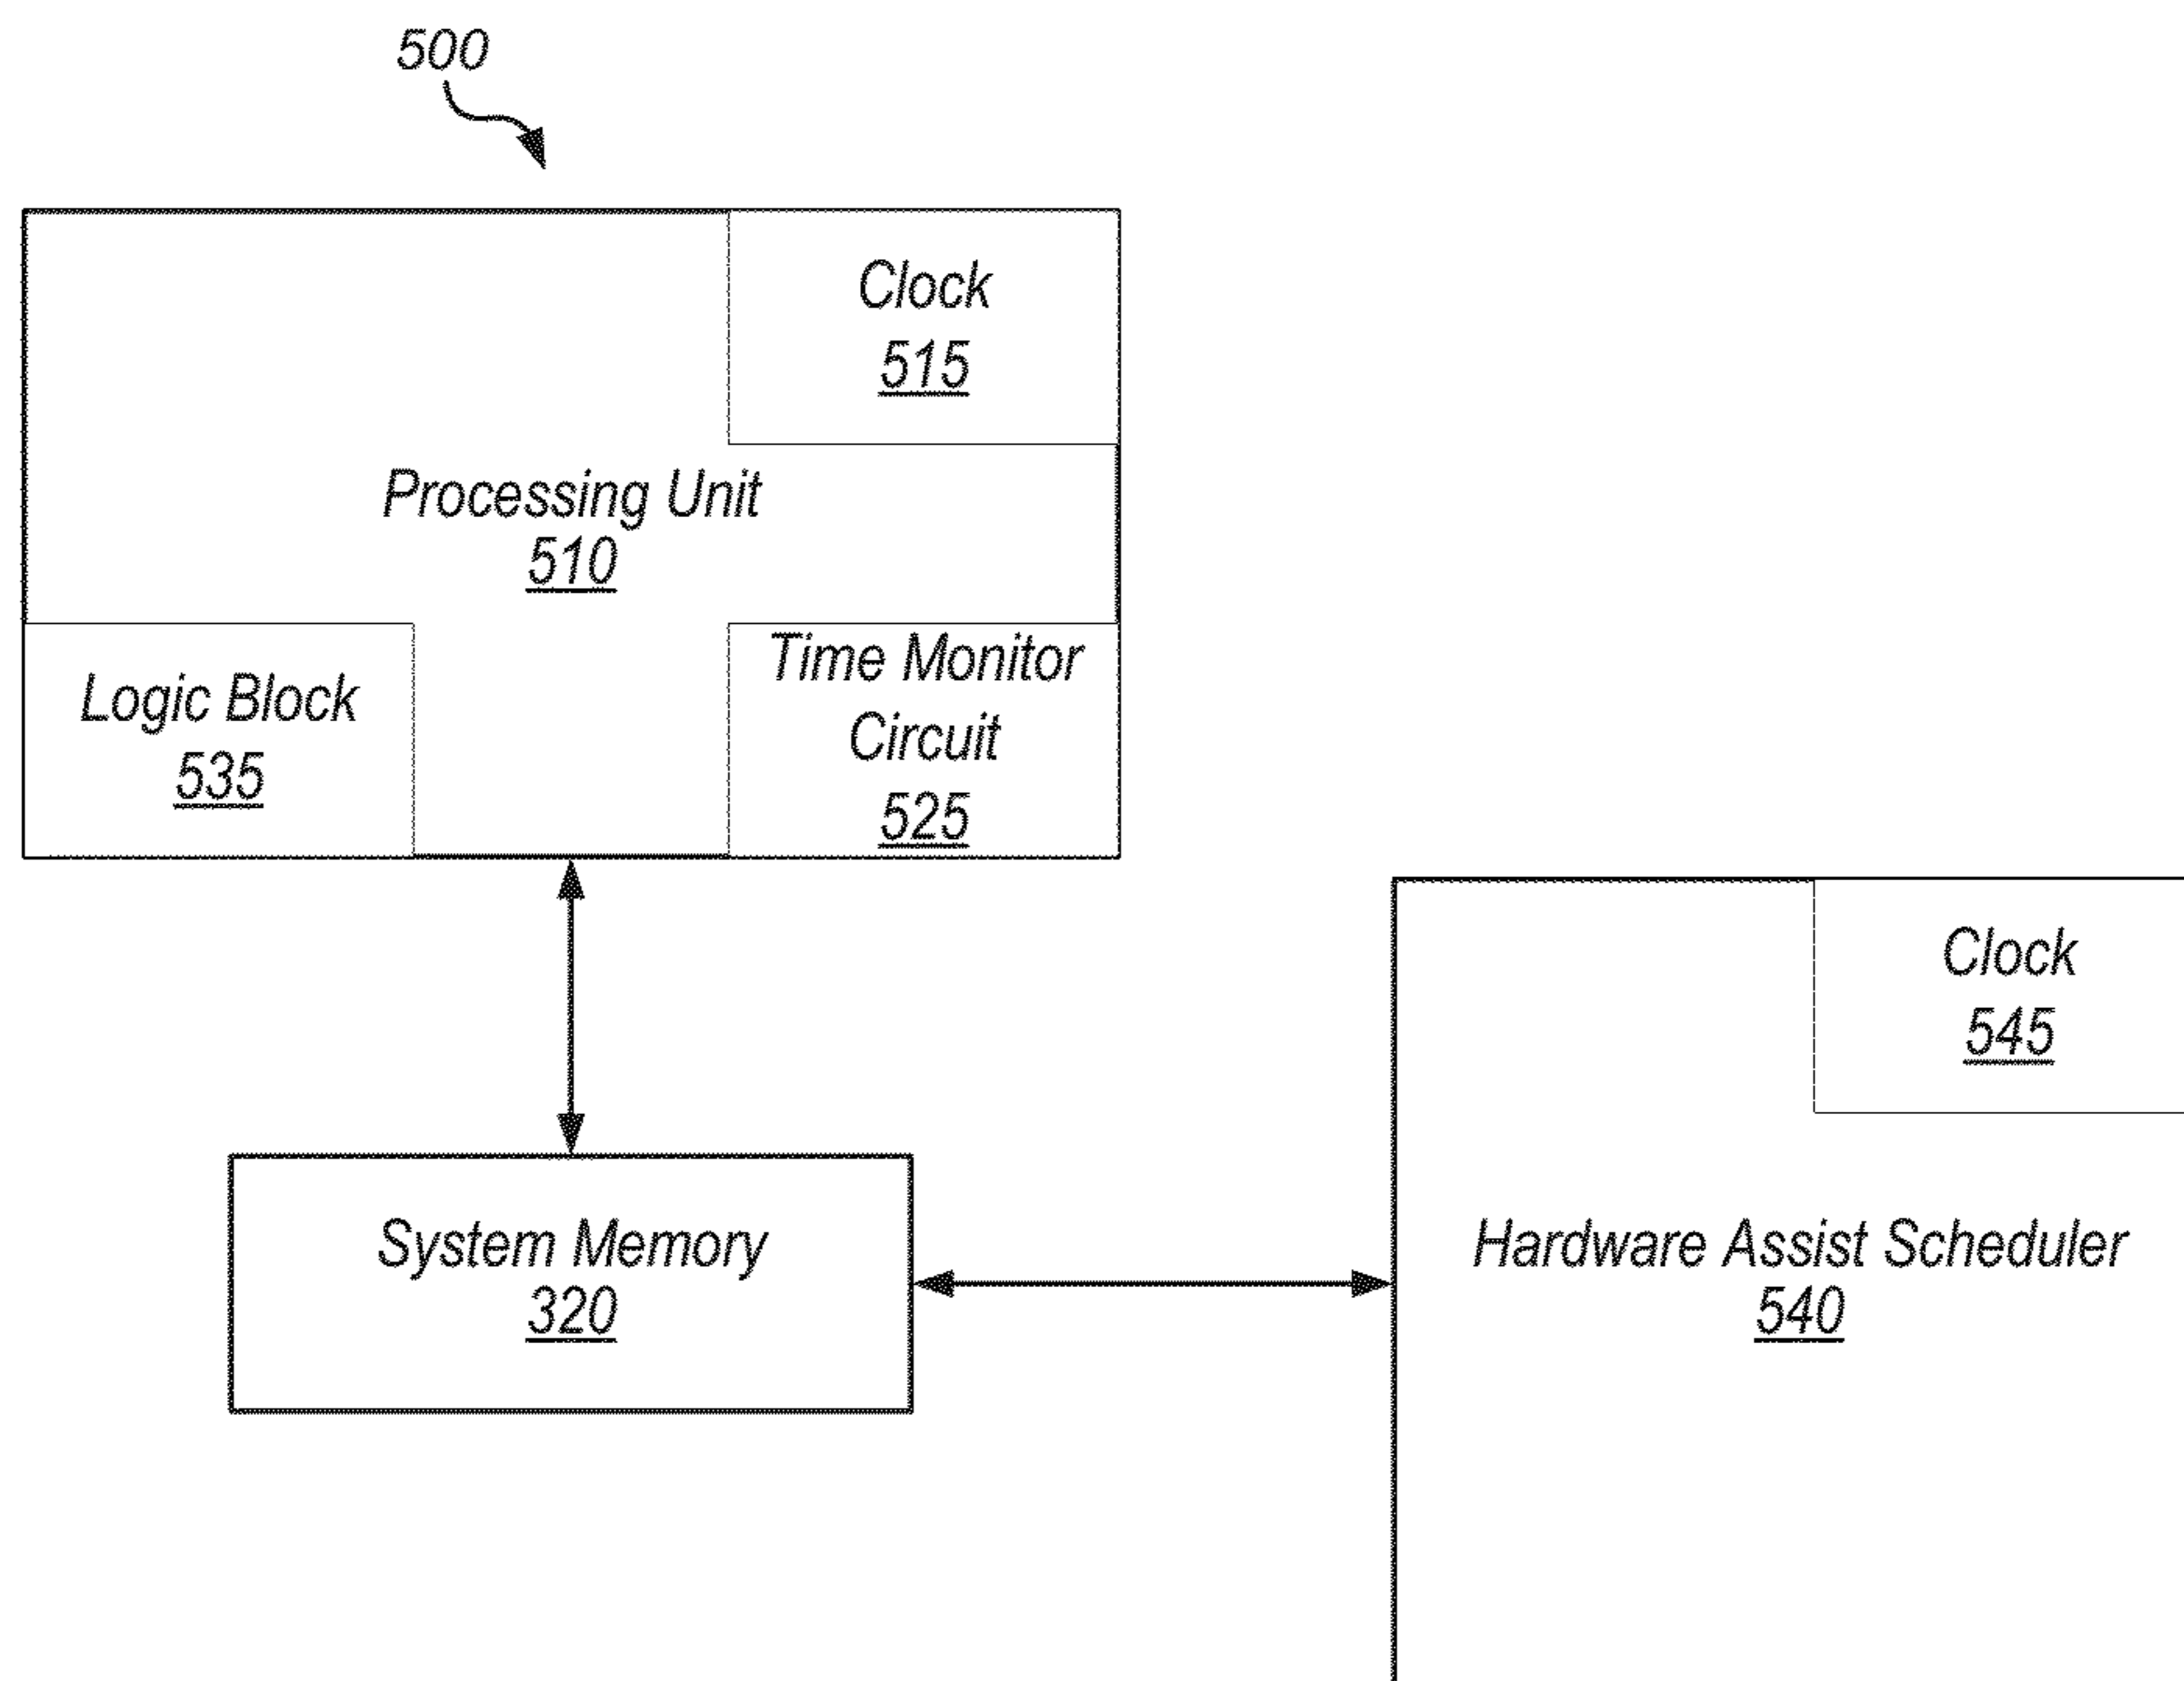 500
Clock
515
Processing Unit
510
Logic Block
535
Time Monitor
Circuit
525
Clock
545
System Memory
320
Hardware Assist Scheduler
540